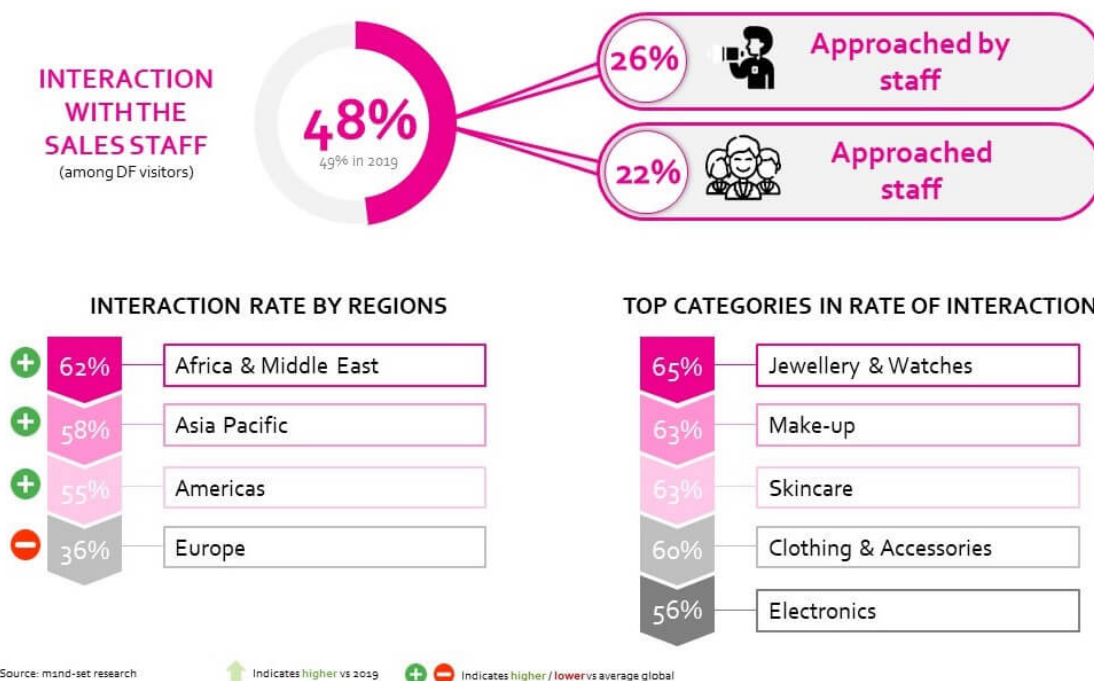 INTERACTION
WITH THE
SALES STAFF
(among DF visitors)
48%
49% in 2019
26%
Approached by
staff
22%
Approached
staff
INTERACTION RATE BY REGIONS
62%
Africa & Middle East
58%
Asia Pacific
55%
Americas
36%
Europe
TOP CATEGORIES IN RATE OF INTERACTION
65%
Jewellery & Watches
63%
Make-up
63%
Skincare
60%
Clothing & Accessories
56%
Electronics
Source: m1nd-set research
Indicates higher vs 2019
Indicates higher / lower vs average global